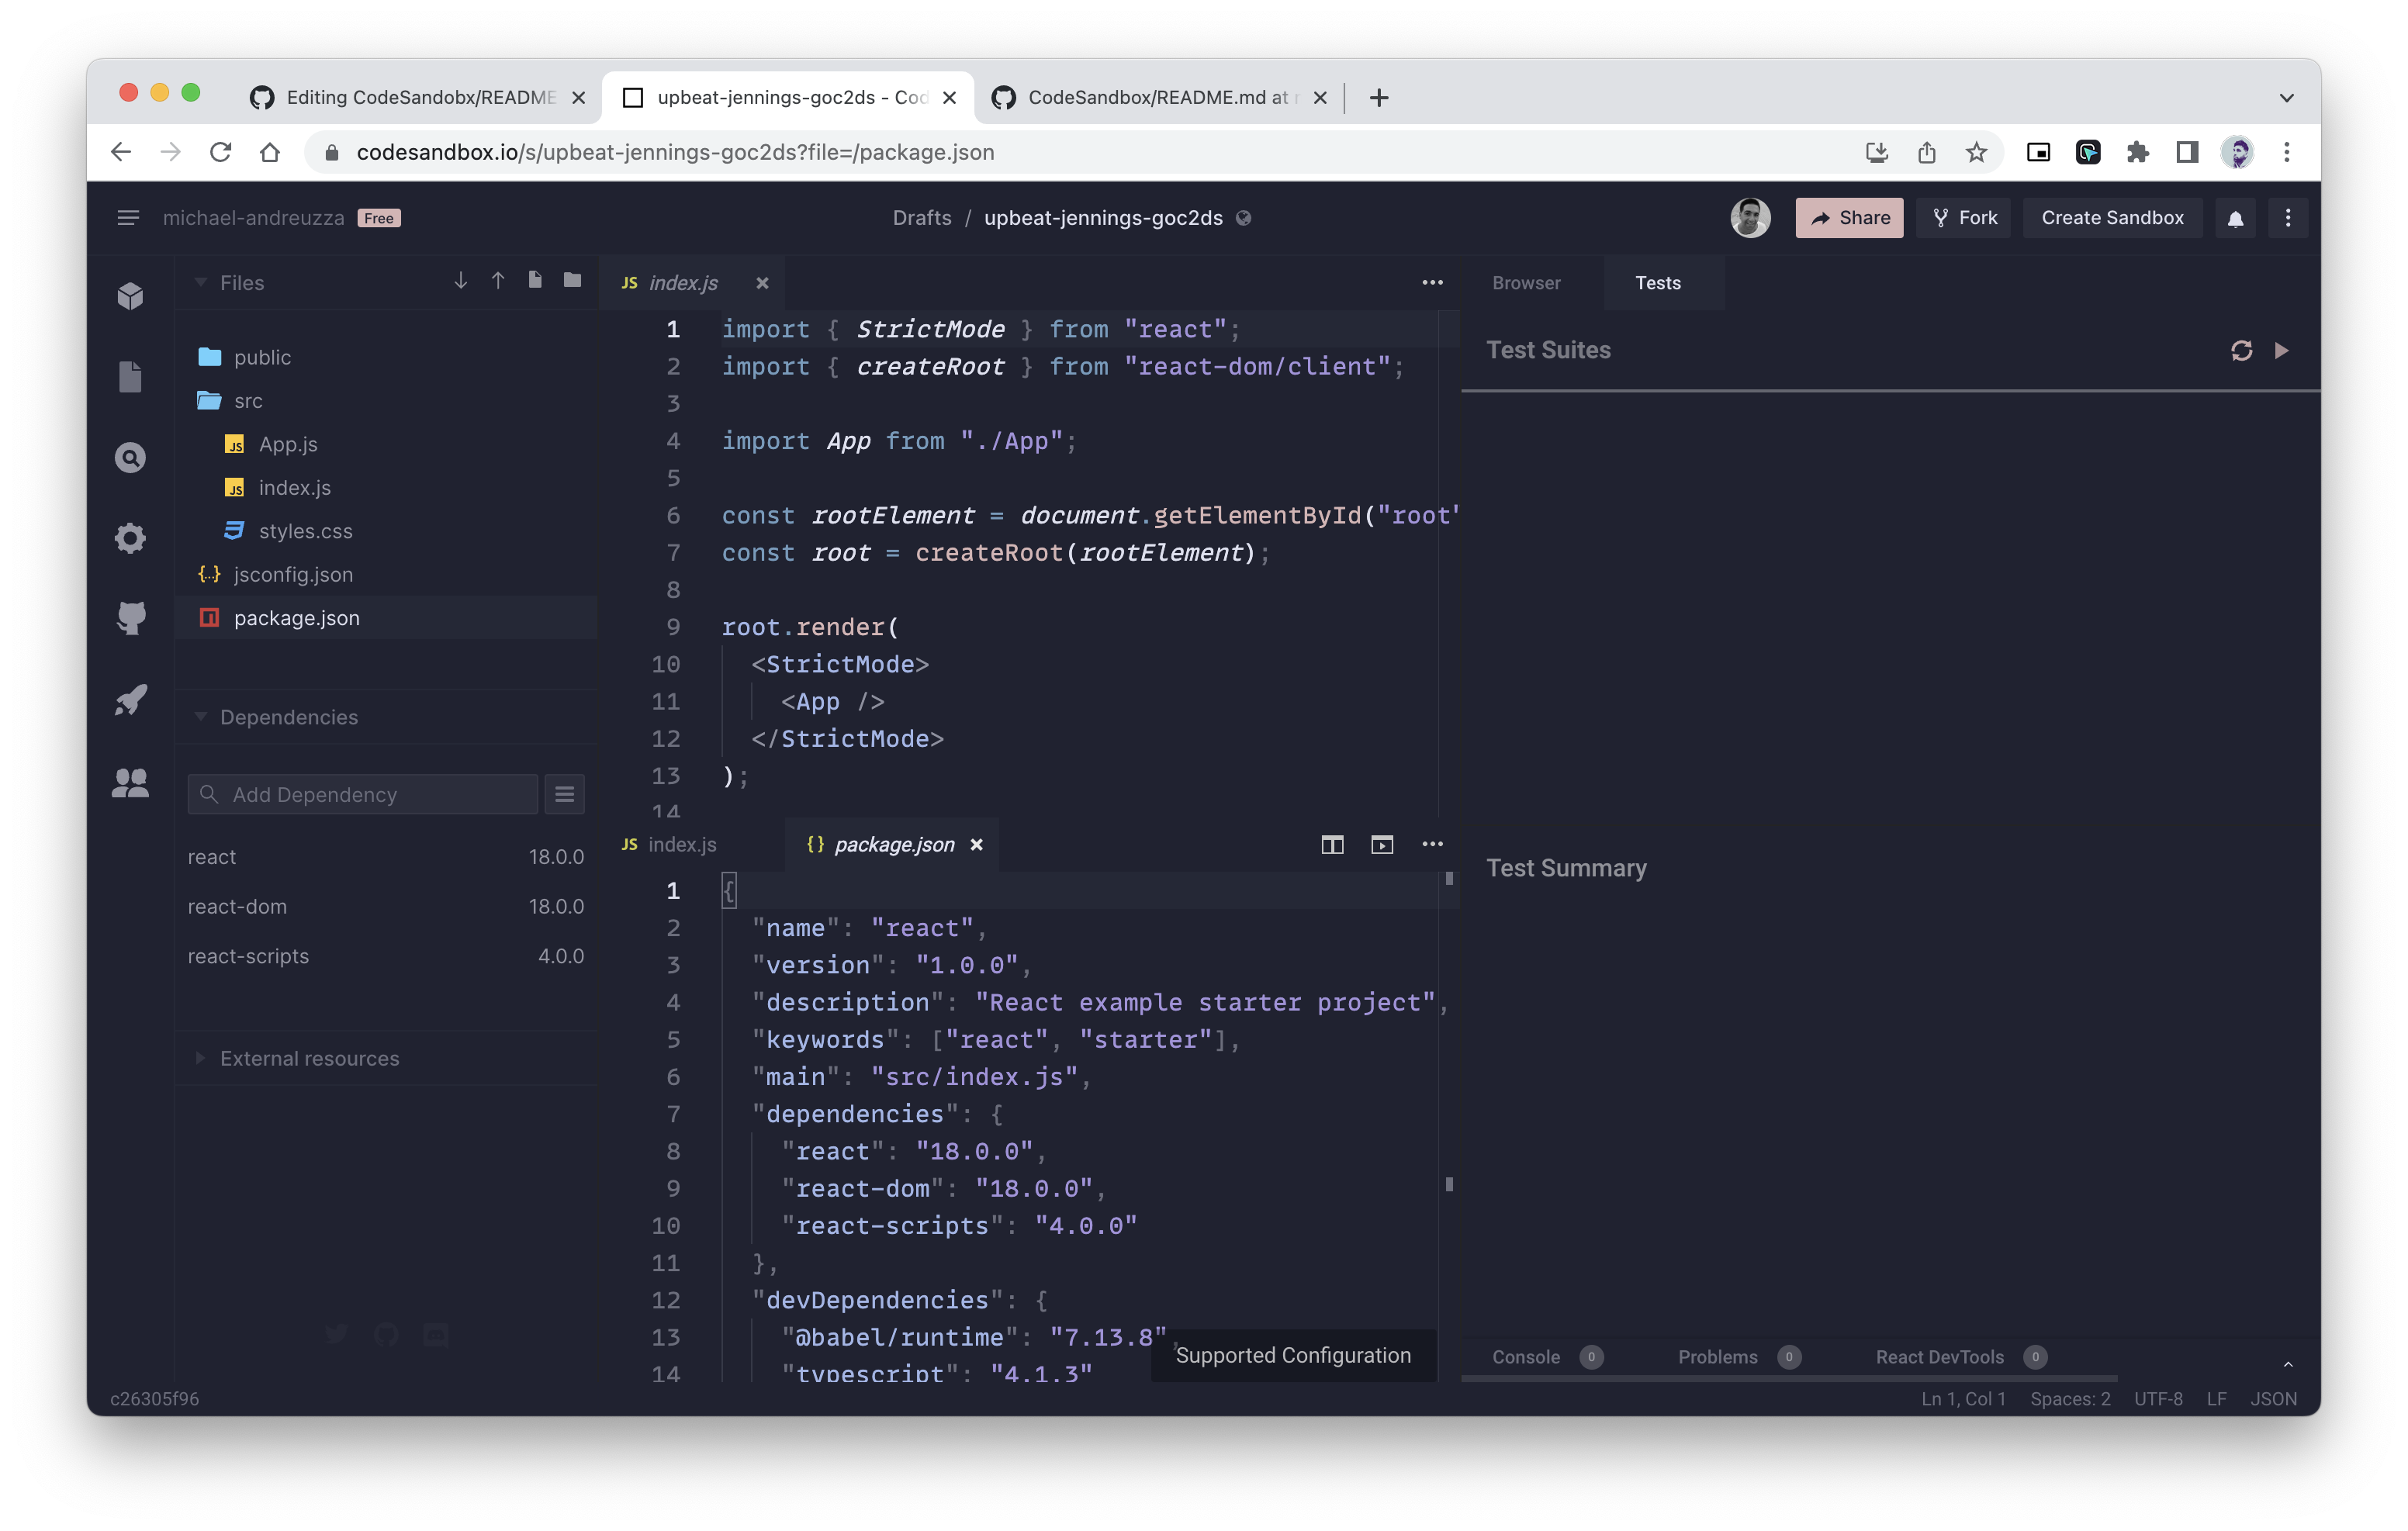 Editing CodeSandobx/README
upbeat-jennings-goc2ds - Cod
CodeSandbox/README.md at
codesandbox.io/s/upbeat-jennings-goc2ds?file=/package.json
michael-andreuzza Free
Drafts / upbeat-jennings-goc2ds
Share
Fork
Create Sandbox
Files
public
src
JS App.js
JS index.js
styles.css
{..} jsconfig.json
package.json
Dependencies
Add Dependency
react 18.0.0
react-dom 18.0.0
react-scripts 4.0.0
External resources
JS index.js
1 import { StrictMode } from "react";
2 import { createRoot } from "react-dom/client";
3
4 import App from "./App";
5
6 const rootElement = document.getElementById("root"
7 const root = createRoot(rootElement);
8
9 root.render(
10 <StrictMode>
11 <App />
12 </StrictMode>
13 );
14
JS index.js
{} package.json
1 {
2 "name": "react",
3 "version": "1.0.0",
4 "description": "React example starter project",
5 "keywords": ["react", "starter"],
6 "main": "src/index.js",
7 "dependencies": {
8 "react": "18.0.0",
9 "react-dom": "18.0.0",
10 "react-scripts": "4.0.0"
11 },
12 "devDependencies": {
13 "@babel/runtime": "7.13.8",
14 "typescript": "4.1.3"
Supported Configuration
Browser
Tests
Test Suites
Test Summary
Console 0
Problems 0
React DevTools 0
c26305f96
Ln 1, Col 1 Spaces: 2 UTF-8 LF JSON